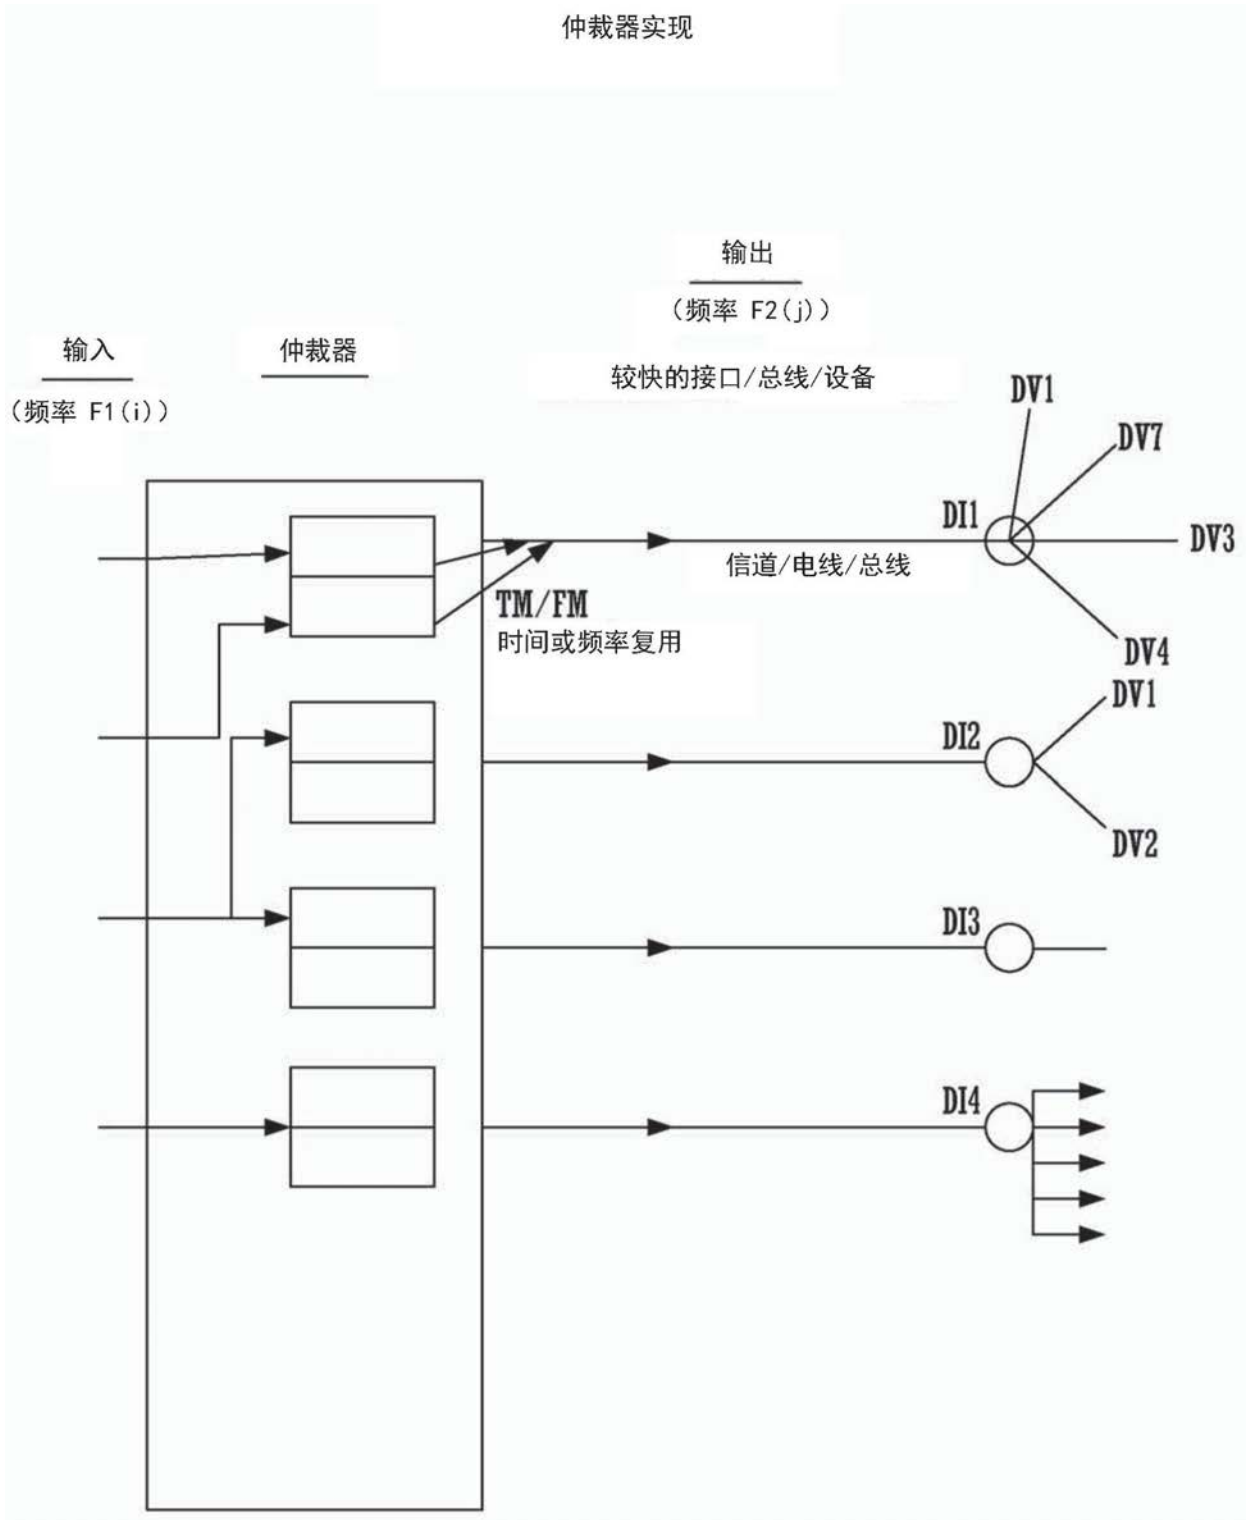 仲裁器实现
输出
(频率 F2(j))
输入
仲裁器
较快的接口/总线/设备
(频率 F1(i))
DV1
DV7
DI1
DV3
信道/电线/总线
TM/FM
时间或频率复用
DV4
DV1
DI2
DV2
DI3
DI4